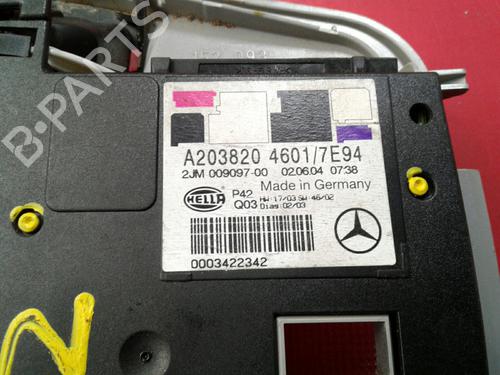 A203820 4601/7E94
2JM 009097-00 02.06.04 07:38
Made in Germany
HELLA
P42
HW:17/03 SW:46/02
Q03
Dias:02/03
0003422342
B-PARTS
N